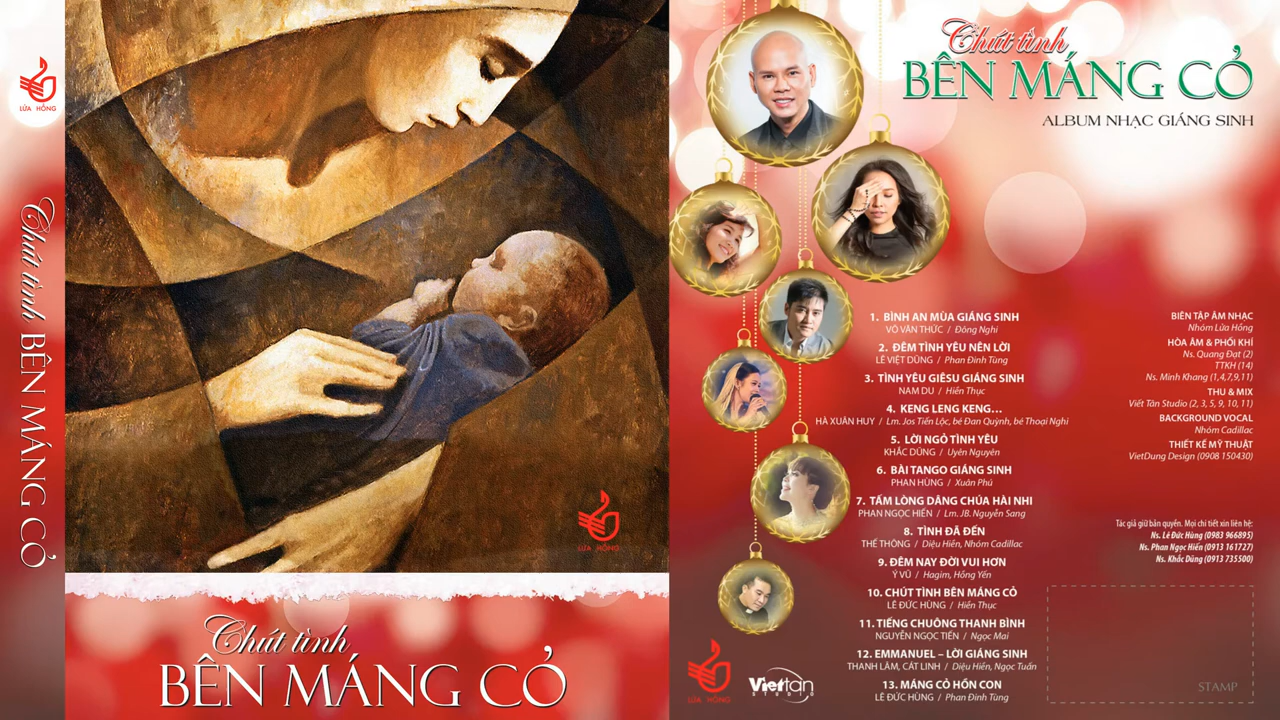 LỬA HỒNG
Chút tình BÊN MÁNG CỎ
LỬA HỒNG
Chút tình
BÊN MÁNG CỎ
Chút tình
BÊN MÁNG CỎ
ALBUM NHẠC GIÁNG SINH
1. BÌNH AN MÙA GIÁNG SINH
VÕ VĂN THỨC / Đông Nghi
2. ĐÊM TÌNH YÊU NÊN LỜI
LÊ VIỆT DŨNG / Phan Đinh Tùng
3. TÌNH YÊU GIÊSU GIÁNG SINH
NAM DU / Hiền Thục
4. KENG LENG KENG...
HÀ XUÂN HUY / Lm. Jos Tiến Lộc, bé Đan Quỳnh, bé Thoại Nghi
5. LỜI NGỎ TÌNH YÊU
KHẮC DŨNG / Uyên Nguyên
6. BÀI TANGO GIÁNG SINH
PHAN HÙNG / Xuân Phú
7. TẤM LÒNG DÂNG CHÚA HÀI NHI
PHAN NGỌC HIẾN / Lm. JB. Nguyễn Sang
8. TÌNH ĐÃ ĐẾN
THẾ THÔNG / Diệu Hiền, Nhóm Cadillac
9. ĐÊM NAY ĐỜI VUI HƠN
Ý VŨ / Hagim, Hồng Yến
10. CHÚT TÌNH BÊN MÁNG CỎ
LÊ ĐỨC HÙNG / Hiền Thục
11. TIẾNG CHUÔNG THANH BÌNH
NGUYỄN NGỌC TIẾN / Ngọc Mai
12. EMMANUEL – LỜI GIÁNG SINH
THANH LÂM, CÁT LINH / Diệu Hiền, Ngọc Tuấn
13. MÁNG CỎ HỒN CON
LÊ ĐỨC HÙNG / Phan Đinh Tùng
BIÊN TẬP ÂM NHẠC
Nhóm Lửa Hồng
HÒA ÂM & PHỐI KHÍ
Ns. Quang Đạt (2)
TTKH (14)
Ns. Minh Khang (1,4,7,9,11)
THU & MIX
Viết Tân Studio (2, 3, 5, 9, 10, 11)
BACKGROUND VOCAL
Nhóm Cadillac
THIẾT KẾ MỸ THUẬT
VietDung Design (0908 150430)
Tác giả giữ bản quyền. Mọi chi tiết xin liên hệ:
Ns. Lê Đức Hùng (0983 966895)
Ns. Phan Ngọc Hiến (0913 161727)
Ns. Khắc Dũng (0913 735500)
LỬA HỒNG
Viettân
STUDIO
STAMP